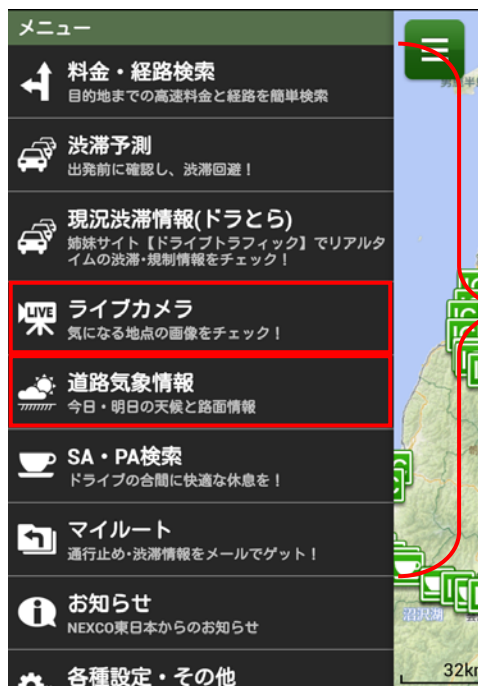 メニュー
料金・経路検索
目的地までの高速料金と経路を簡単検索
渋滞予測
出発前に確認し、渋滞回避！
現況渋滞情報(ドラとら)
姉妹サイト【ドライブトラフィック】でリアルタ
イムの渋滞・規制情報をチェック！
LIVE
ライブカメラ
気になる地点の画像をチェック！
道路気象情報
今日・明日の天候と路面情報
SA・PA検索
ドライブの合間に快適な休息を！
マイルート
通行止め・渋滞情報をメールでゲット！
お知らせ
NEXCO東日本からのお知らせ
各種設定・その他
沼沢湖
32km